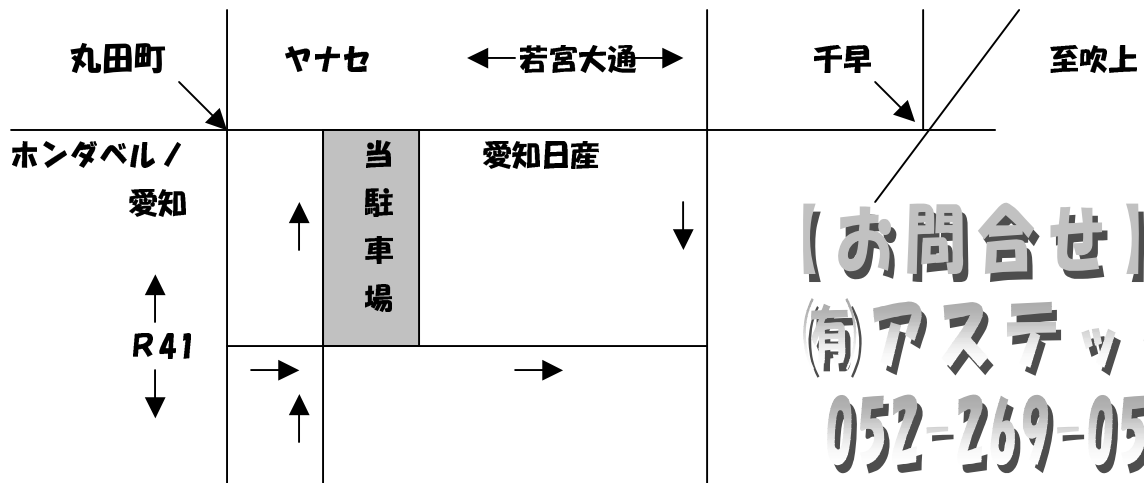 丸田町
ヤナセ
若宮大通
千早
至吹上
ホンダベルノ
愛知
当駐車場
愛知日産
R41
【お問合せ】
㈲アステッ
052-269-05